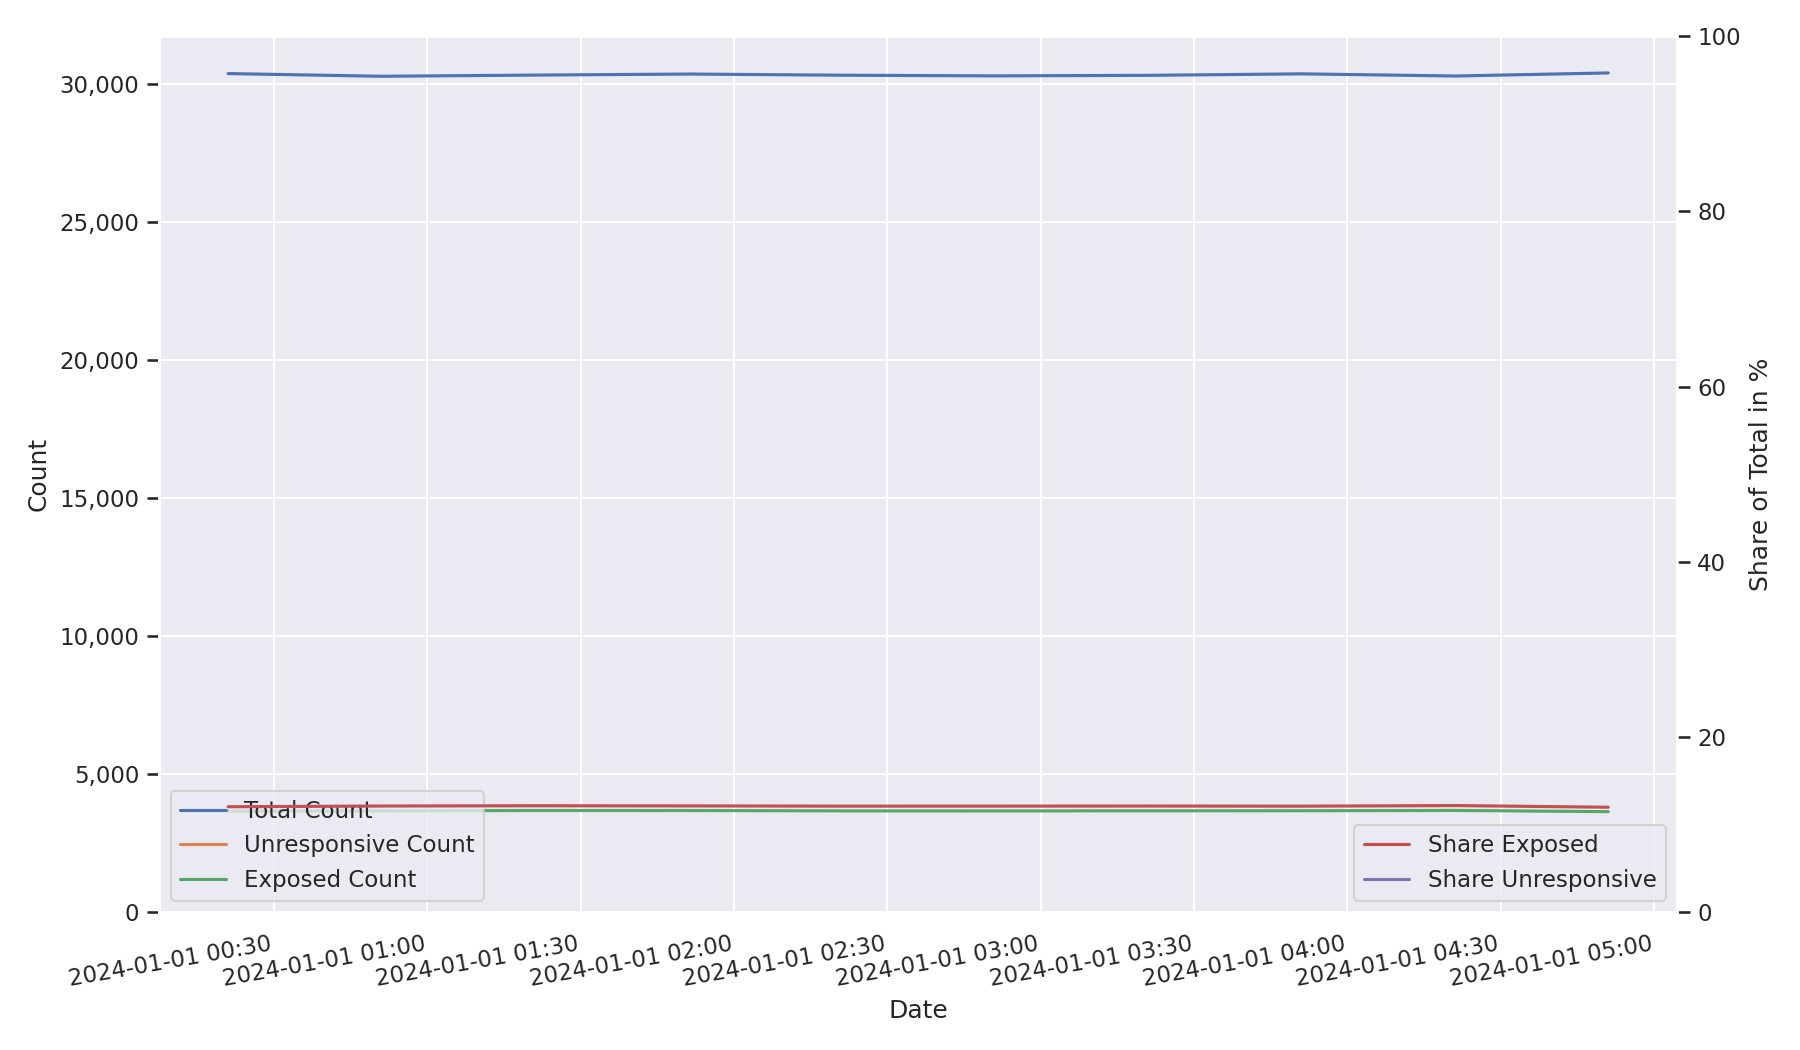 30,000
25,000
20,000
15,000
10,000
5,000
0
Count
100
80
60
40
20
0
Share of Total in %
Total Count
Unresponsive Count
Exposed Count
Share Exposed
Share Unresponsive
2024-01-01 00:30
2024-01-01 01:00
2024-01-01 01:30
2024-01-01 02:00
2024-01-01 02:30
2024-01-01 03:00
2024-01-01 03:30
2024-01-01 04:00
2024-01-01 04:30
2024-01-01 05:00
Date